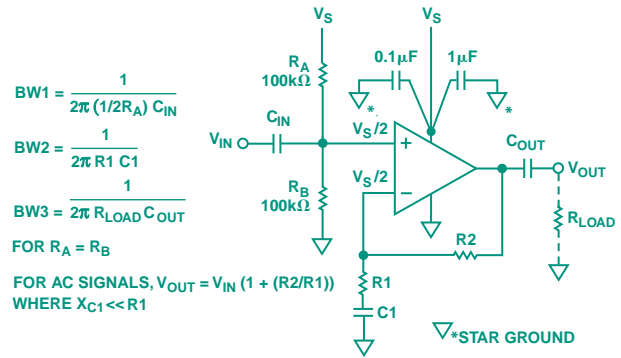 V_S
V_S
R_A
100kΩ
0.1μF
1μF
*
*
BW1 = 1 / 2π (1/2R_A) C_IN
C_IN
V_IN
V_S/2
+
C_OUT
V_OUT
BW2 = 1 / 2π R1 C1
V_S/2
–
R_B
100kΩ
R_LOAD
BW3 = 1 / 2π R_LOAD C_OUT
R2
FOR R_A = R_B
R1
FOR AC SIGNALS, V_OUT = V_IN (1 + (R2/R1))
WHERE X_C1 << R1
C1
*STAR GROUND